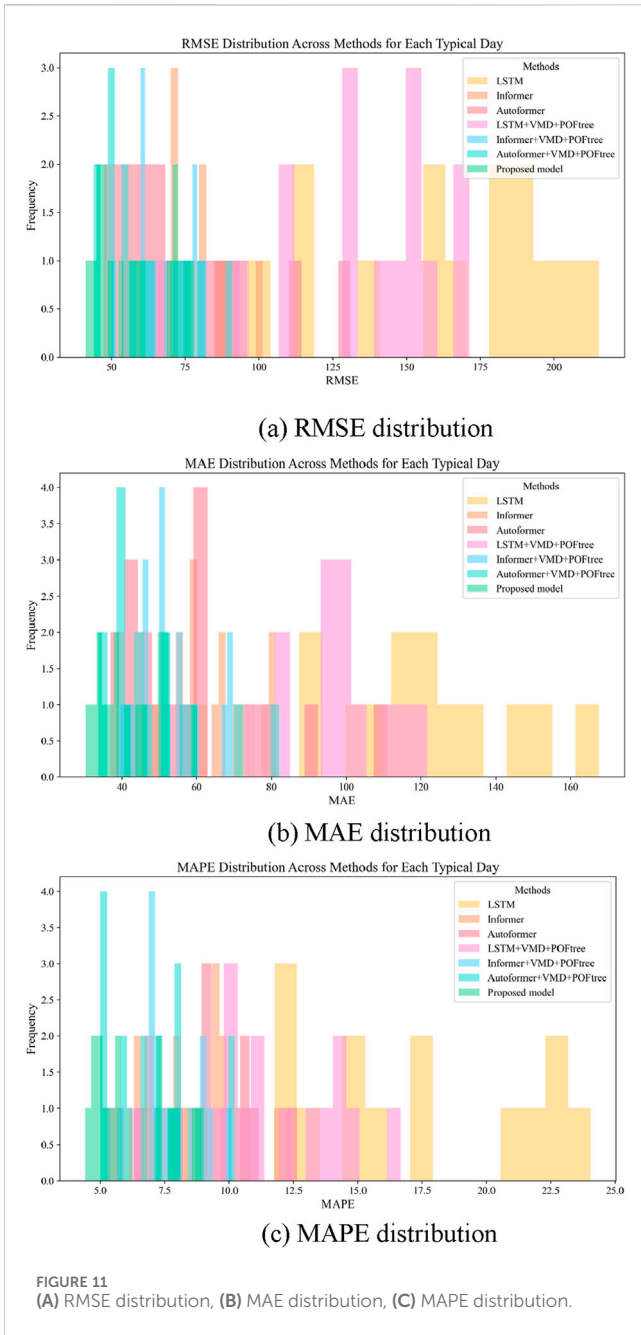 RMSE Distribution Across Methods for Each Typical Day
3.0
2.5
2.0
1.5
1.0
0.5
0.0
Frequency
Methods
LSTM
Informer
Autoformer
LSTM+VMD+POFtree
Informer+VMD+POFtree
Autoformer+VMD+POFtree
Proposed model
50 75 100 125 150 175 200
RMSE
(a) RMSE distribution
MAE Distribution Across Methods for Each Typical Day
4.0
3.5
3.0
2.5
2.0
1.5
1.0
0.5
0.0
Frequency
Methods
LSTM
Informer
Autoformer
LSTM+VMD+POFtree
Informer+VMD+POFtree
Autoformer+VMD+POFtree
Proposed model
40 60 80 100 120 140 160
MAE
(b) MAE distribution
MAPE Distribution Across Methods for Each Typical Day
4.0
3.5
3.0
2.5
2.0
1.5
1.0
0.5
0.0
Frequency
Methods
LSTM
Informer
Autoformer
LSTM+VMD+POFtree
Informer+VMD+POFtree
Autoformer+VMD+POFtree
Proposed model
5.0 7.5 10.0 12.5 15.0 17.5 20.0 22.5 25.0
MAPE
(c) MAPE distribution
FIGURE 11
(A) RMSE distribution, (B) MAE distribution, (C) MAPE distribution.